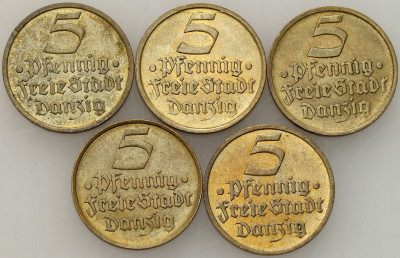 5
· Pfennig ·
Freie Stadt
Danzig
5
· Pfennig ·
Freie Stadt
Danzig
5
· Pfennig ·
Freie Stadt
Danzig
5
· Pfennig ·
Freie Stadt
Danzig
5
· Pfennig ·
Freie Stadt
Danzig